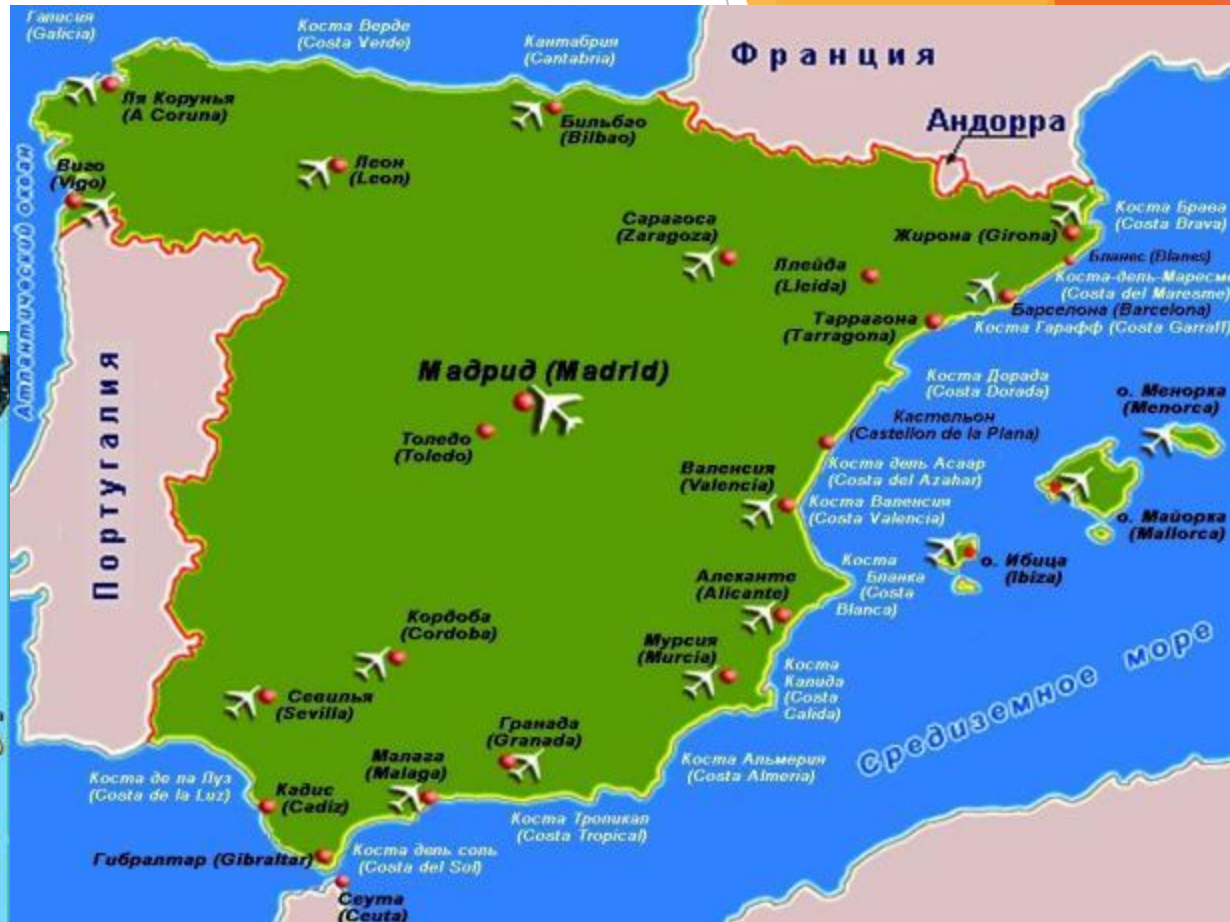 Галисия
(Galicia)
Коста Верде
(Costa Verde)
Кантабрия
(Cantabria)
Франция
Андорра
Ля Корунья
(A Coruna)
Бильбао
(Bilbao)
Леон
(Leon)
Виго
(Vigo)
Атлантический океан
Сарагоса
(Zaragoza)
Жирона (Girona)
Коста Брава
(Costa Brava)
Бланес (Blanes)
Ллейда
(Lleida)
Коста дель Маресме
(Costa del Maresme)
Барселона (Barcelona)
Таррагона
(Tarragona)
Коста Гарафф (Costa Garraff)
Португалия
Мадрид (Madrid)
Коста Дорада
(Costa Dorada)
о. Менорка
(Menorca)
Толедо
(Toledo)
Кастельон
(Castellon de la Plana)
Валенсия
(Valencia)
Коста дель Асаар
(Costa del Azahar)
Коста Валенсия
(Costa Valencia)
о. Майорка
(Mallorca)
о. Ибица
(Ibiza)
Коста
Бланка
(Costa
Blanca)
Алеканте
(Alicante)
Кордоба
(Cordoba)
Мурсия
(Murcia)
Коста
Калида
(Costa
Calida)
Средиземное море
Севилья
(Sevilla)
Гранада
(Granada)
Малага
(Malaga)
Коста Альмерия
(Costa Almeria)
Коста де ла Луз
(Costa de la Luz)
Кадис
(Cadiz)
Коста Тропикал
(Costa Tropical)
Гибралтар (Gibraltar)
Коста дель соль
(Costa del Sol)
Сеута
(Ceuta)